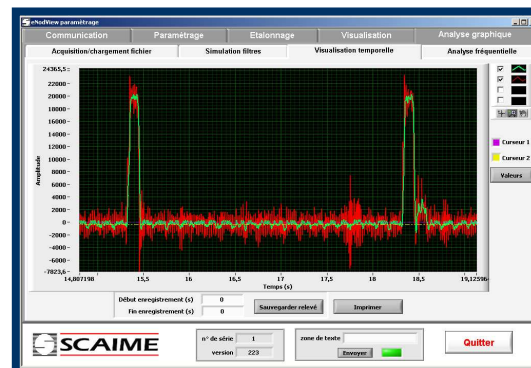 eNodView paramétrage
Communication Paramétrage Etalonnage Visualisation Analyse graphique
Acquisition/chargement fichier Simulation filtres Visualisation temporelle Analyse fréquentielle
24365,5
22000
20000
18000
16000
14000
12000
10000
8000
6000
4000
2000
0
-2000
-4000
-7823,6
Amplitude
14,807198 15,5 16 16,5 17 17,5 18 18,5 19,12596
Temps (s)
Curseur 1
Curseur 2
Valeurs
Début enregistrement (s) 0
Fin enregistrement (s) 0
Sauvegarder relevé
Imprimer
SCAIME
n° de série 1
version 223
zone de texte
Envoyer
Quitter